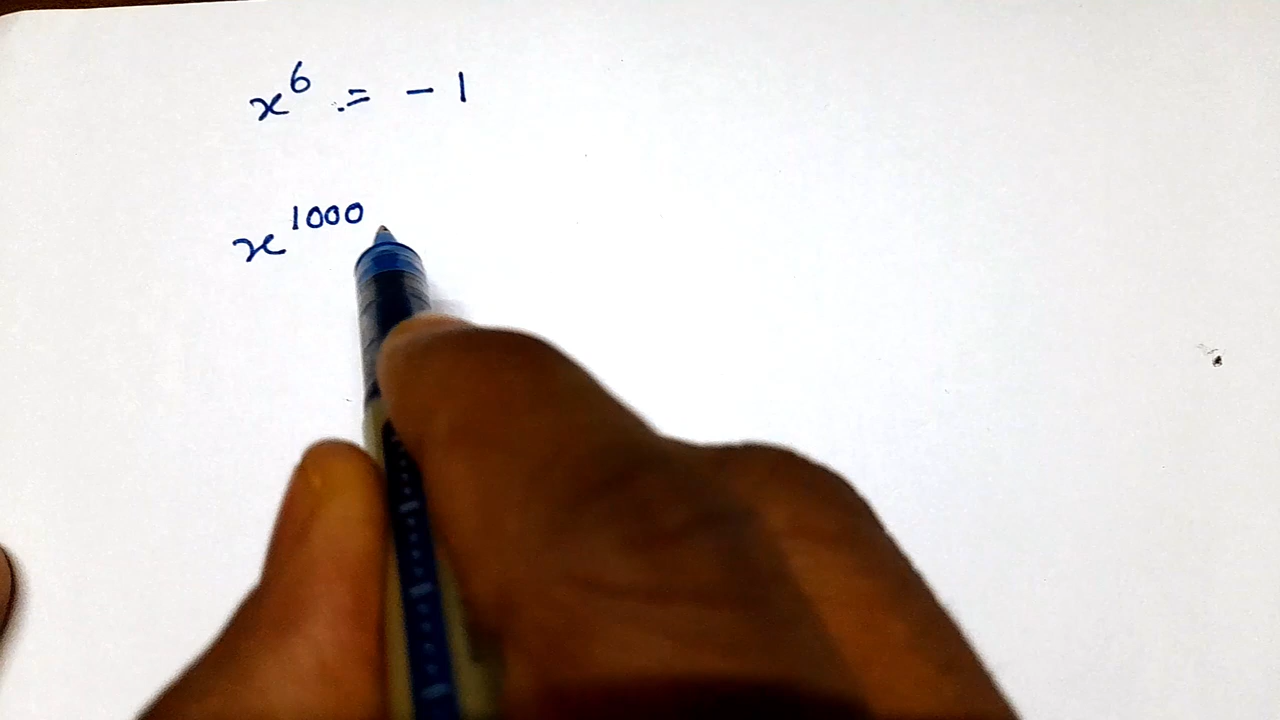 x⁶ = - 1
x¹⁰⁰⁰